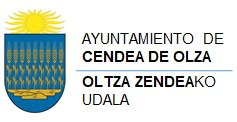 AYUNTAMIENTO DE
CENDEA DE OLZA
OLTZA ZENDEAKO
UDALA